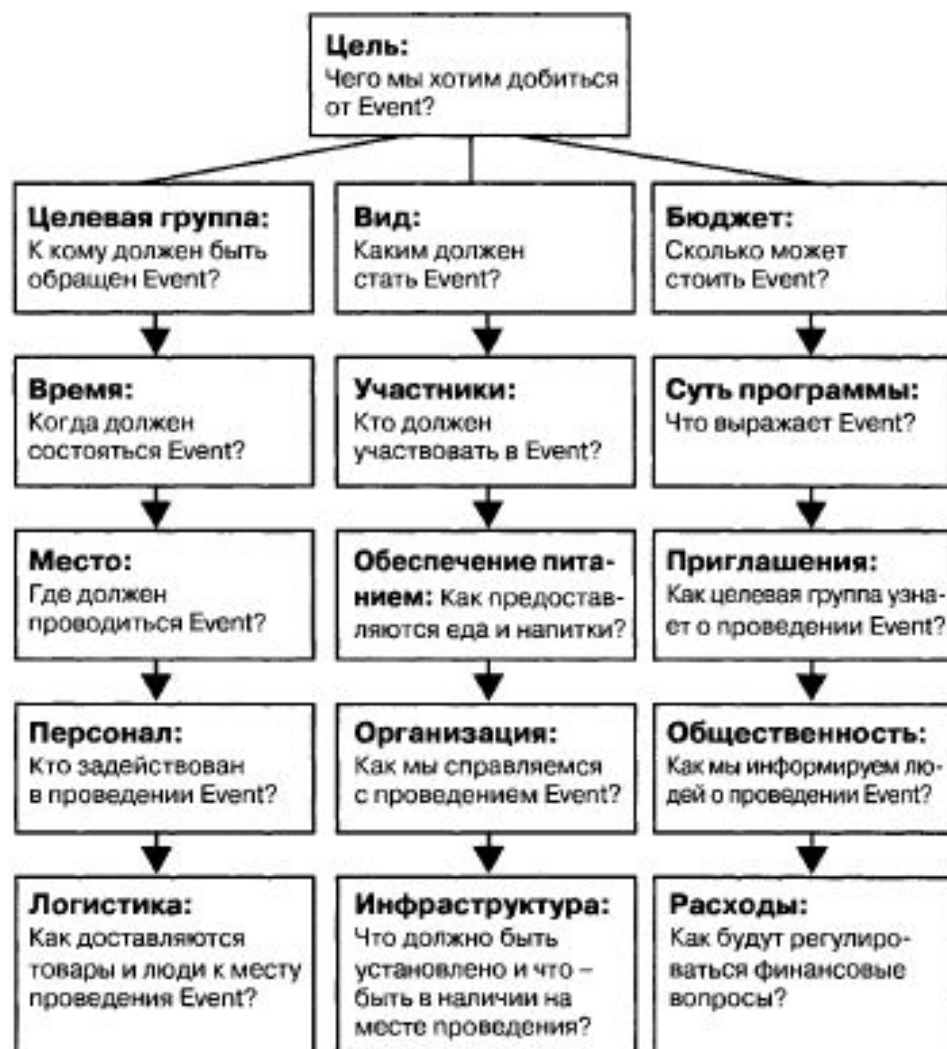 Цель:
Чего мы хотим добиться
от Event?
Целевая группа:
К кому должен быть
обращен Event?
Вид:
Каким должен
стать Event?
Бюджет:
Сколько может
стоить Event?
Время:
Когда должен
состояться Event?
Участники:
Кто должен
участвовать в Event?
Суть программы:
Что выражает Event?
Место:
Где должен
проводиться Event?
Обеспечение пита-
нием: Как предостав-
ляются еда и напитки?
Приглашения:
Как целевая группа узна-
ет о проведении Event?
Персонал:
Кто задействован
в проведении Event?
Организация:
Как мы справляемся
с проведением Event?
Общественность:
Как мы информируем лю-
дей о проведении Event?
Логистика:
Как доставляются
товары и люди к месту
проведения Event?
Инфраструктура:
Что должно быть
установлено и что –
быть в наличии на
месте проведения?
Расходы:
Как будут регулиро-
ваться финансовые
вопросы?